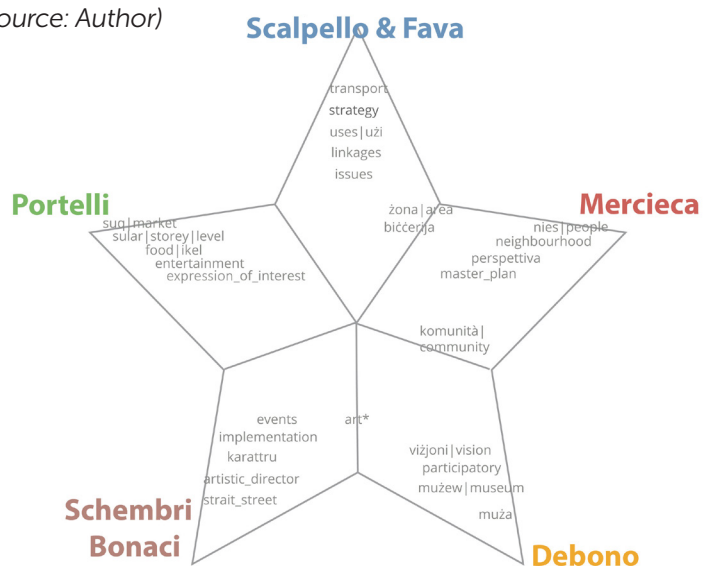 ource: Author)
Scalpello & Fava
transport
strategy
uses|użi
linkages
issues
Portelli
suq|market
sular|storey|level
food|ikel
entertainment
expression_of_interest
żona|area
biċċerija
Mercieca
nies|people
neighbourhood
perspettiva
master_plan
komunità|
community
events
implementation
karattru
artistic_director
strait_street
art*
viżjoni|vision
participatory
mużew|museum
muża
Schembri
Bonaci
Debono